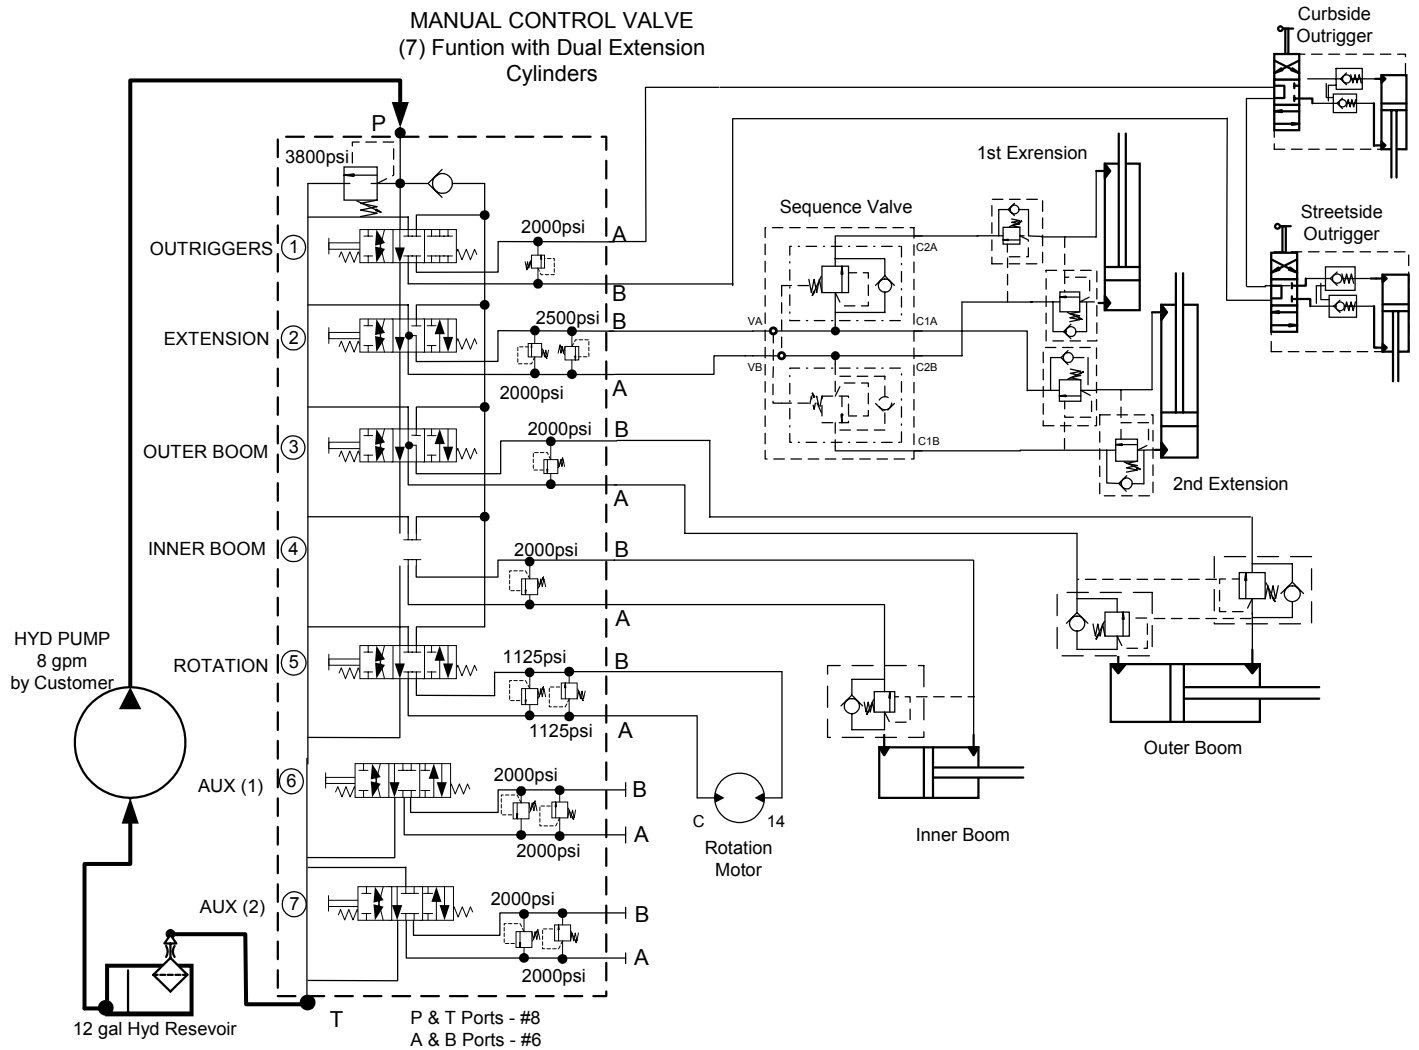 MANUAL CONTROL VALVE
(7) Funtion with Dual Extension
Cylinders
Curbside
Outrigger
P
3800psi
1st Exrension
Sequence Valve
Streetside
Outrigger
OUTRIGGERS
1
2000psi
A
B
C2A
EXTENSION
2
2500psi
B
2000psi
A
VA
VB
C1A
C2B
C1B
OUTER BOOM
3
2000psi
B
A
2nd Extension
INNER BOOM
4
2000psi
B
A
HYD PUMP
8 gpm
by Customer
ROTATION
5
1125psi
B
1125psi
A
Outer Boom
AUX (1)
6
2000psi
B
2000psi
A
C
14
Rotation
Motor
Inner Boom
AUX (2)
7
2000psi
B
2000psi
A
12 gal Hyd Resevoir
T
P & T Ports - #8
A & B Ports - #6